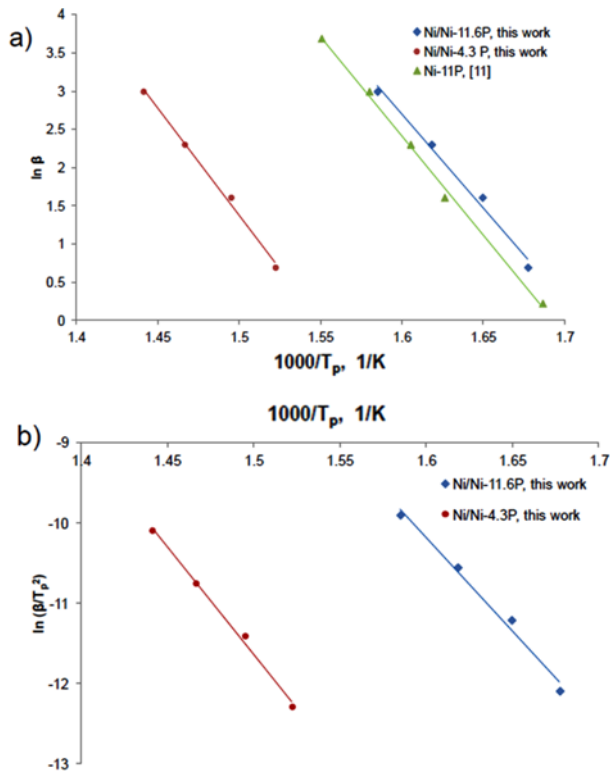 a)
4
3.5
3
2.5
2
1.5
1
0.5
0
ln β
1.4
1.45
1.5
1.55
1.6
1.65
1.7
1000/Tp, 1/K
Ni/Ni-11.6P, this work
Ni/Ni-4.3 P, this work
Ni-11P, [11]
b)
1000/Tp, 1/K
1.4
1.45
1.5
1.55
1.6
1.65
1.7
-9
-10
-11
-12
-13
ln (β/Tp²)
Ni/Ni-11.6P, this work
Ni/Ni-4.3P, this work